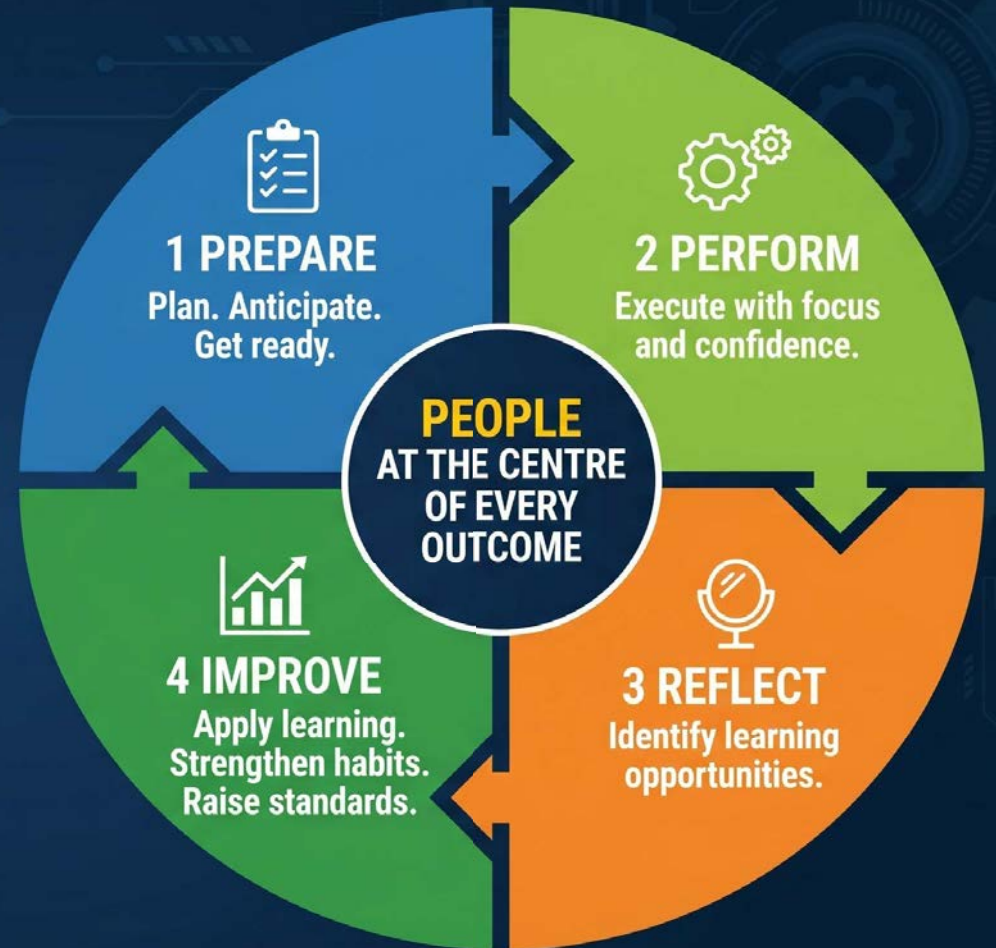 1 PREPARE
Plan. Anticipate.
Get ready.
2 PERFORM
Execute with focus
and confidence.
PEOPLE
AT THE CENTRE
OF EVERY
OUTCOME
3 REFLECT
Identify learning
opportunities.
4 IMPROVE
Apply learning.
Strengthen habits.
Raise standards.